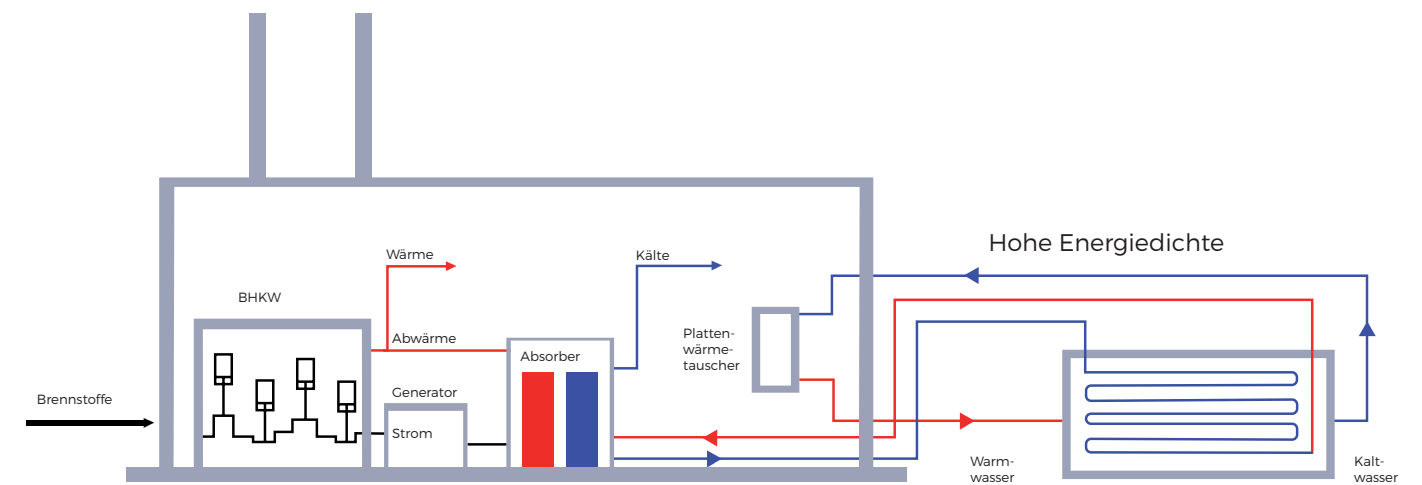 Hohe Energiedichte
Wärme
Kälte
BHKW
Abwärme
Platten-
wärme-
tauscher
Absorber
Brennstoffe
Generator
Strom
Warm-
wasser
Kalt-
wasser